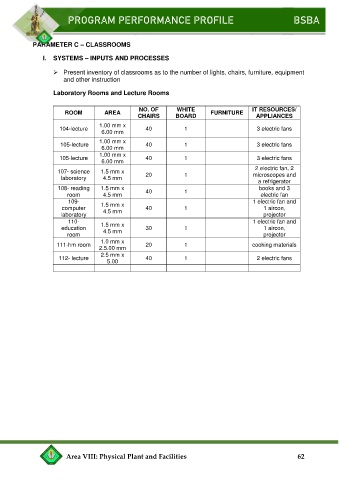 PROGRAM PERFORMANCE PROFILE BSBA
PARAMETER C – CLASSROOMS
I. SYSTEMS – INPUTS AND PROCESSES
➢ Present inventory of classrooms as to the number of lights, chairs, furniture, equipment
and other instruction
Laboratory Rooms and Lecture Rooms
ROOM AREA NO. OF CHAIRS WHITE BOARD FURNITURE IT RESOURCES/ APPLIANCES
104-lecture 1.00 mm x 6.00 mm 40 1 3 electric fans
105-lecture 1.00 mm x 6.00 mm 40 1 3 electric fans
105-lecture 1.00 mm x 6.00 mm 40 1 3 electric fans
107- science laboratory 1.5 mm x 4.5 mm 20 1 2 electric fan, 2 microscopes and a refrigerator
108- reading room 1.5 mm x 4.5 mm 40 1 books and 3 electric fan
109- computer laboratory 1.5 mm x 4.5 mm 40 1 1 electric fan and 1 aircon, projector
110- education room 1.5 mm x 4.5 mm 30 1 1 electric fan and 1 aircon, projector
111-hm room 1.0 mm x 2.5.00 mm 20 1 cooking materials
112- lecture 2.5 mm x 5.00 40 1 2 electric fans
Area VIII: Physical Plant and Facilities 62